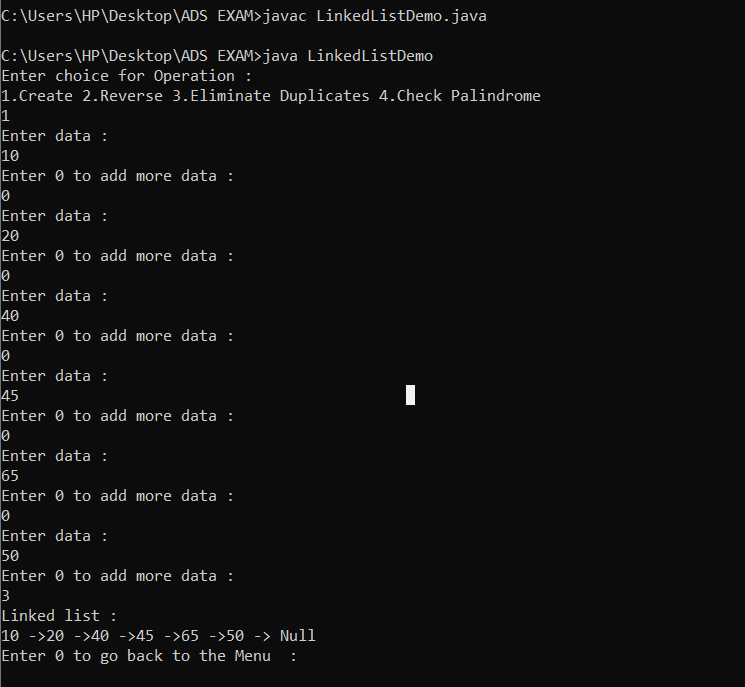 C:\Users\HP\Desktop\ADS EXAM>javac LinkedListDemo.java
C:\Users\HP\Desktop\ADS EXAM>java LinkedListDemo
Enter choice for Operation :
1.Create 2.Reverse 3.Eliminate Duplicates 4.Check Palindrome
1
Enter data :
10
Enter 0 to add more data :
0
Enter data :
20
Enter 0 to add more data :
0
Enter data :
40
Enter 0 to add more data :
0
Enter data :
45
Enter 0 to add more data :
0
Enter data :
65
Enter 0 to add more data :
0
Enter data :
50
Enter 0 to add more data :
3
Linked list :
10 ->20 ->40 ->45 ->65 ->50 -> Null
Enter 0 to go back to the Menu  :